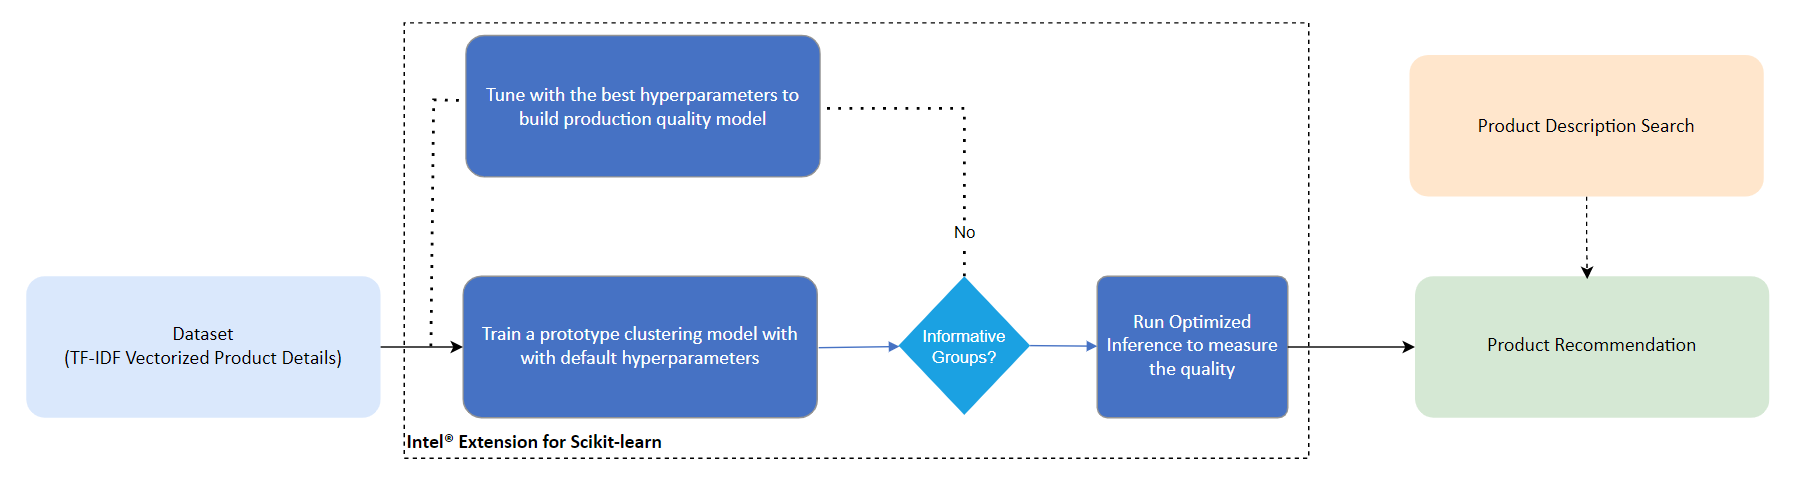 Tune with the best hyperparameters to
build production quality model
Product Description Search
No
Dataset
(TF-IDF Vectorized Product Details)
Train a prototype clustering model with
with default hyperparameters
Informative
Groups?
Run Optimized
Inference to measure
the quality
Product Recommendation
Intel® Extension for Scikit-learn